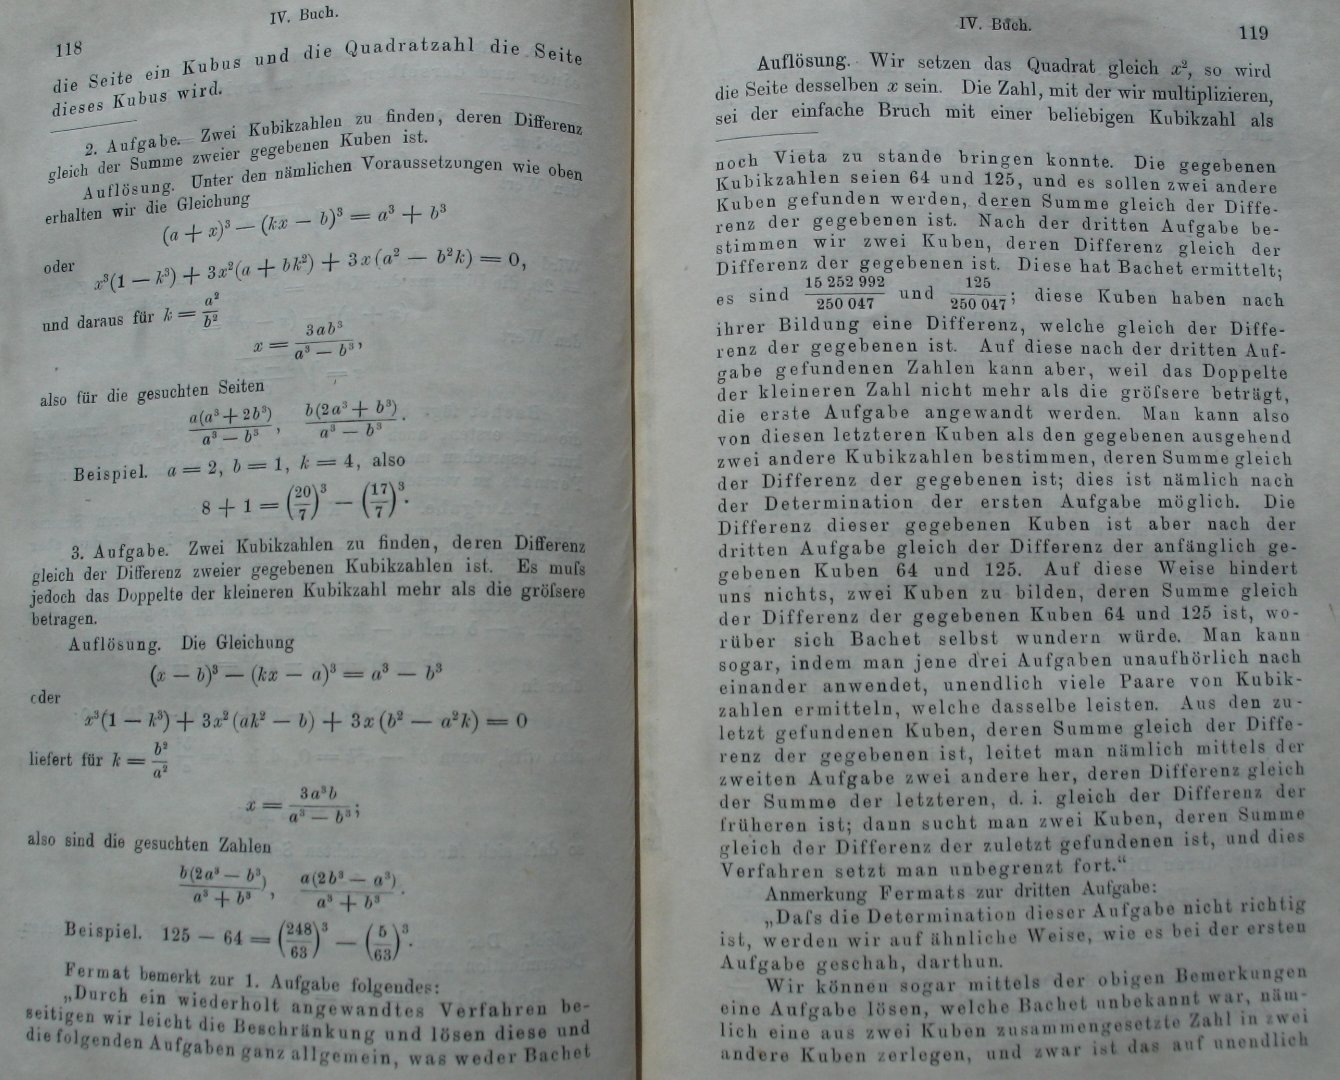 IV. Buch.
118
die Seite ein Kubus und die Quadratzahl die Seite
dieses Kubus wird.
2. Aufgabe. Zwei Kubikzahlen zu finden, deren Differenz
gleich der Summe zweier gegebenen Kuben ist.
Auflösung. Unter den nämlichen Voraussetzungen wie oben
erhalten wir die Gleichung
(a + x)³ — (kx — b)³ = a³ + b³
oder
x³(1 — k³) + 3x²(a + bk²) + 3x(a² — b²k) = 0,
und daraus für k = a²/b²
x = 3ab³/(a³ — b³),
also für die gesuchten Seiten
a(a³ + 2b³)/(a³ — b³), b(2a³ + b³)/(a³ — b³).
Beispiel. a = 2, b = 1, k = 4, also
8 + 1 = (20/7)³ — (17/7)³.
3. Aufgabe. Zwei Kubikzahlen zu finden, deren Differenz
gleich der Differenz zweier gegebenen Kubikzahlen ist. Es muſs
jedoch das Doppelte der kleineren Kubikzahl mehr als die gröſsere
betragen.
Auflösung. Die Gleichung
(x — b)³ — (kx — a)³ = a³ — b³
oder
x³(1 — k³) + 3x²(ak² — b) + 3x(b² — a²k) = 0
liefert für k = b²/a²
x = 3a³b/(a³ — b³);
also sind die gesuchten Zahlen
b(2a³ — b³)/(a³ + b³), a(2b³ — a³)/(a³ + b³).
Beispiel. 125 — 64 = (248/63)³ — (5/63)³.
Fermat bemerkt zur 1. Aufgabe folgendes:
„Durch ein wiederholt angewandtes Verfahren be-
seitigen wir leicht die Beschränkung und lösen diese und
die folgenden Aufgaben ganz allgemein, was weder Bachet
IV. Buch.
119
Auflösung. Wir setzen das Quadrat gleich x², so wird
die Seite desselben x sein. Die Zahl, mit der wir multiplizieren,
sei der einfache Bruch mit einer beliebigen Kubikzahl als
noch Vieta zu stande bringen konnte. Die gegebenen
Kubikzahlen seien 64 und 125, und es sollen zwei andere
Kuben gefunden werden, deren Summe gleich der Diffe-
renz der gegebenen ist. Nach der dritten Aufgabe be-
stimmen wir zwei Kuben, deren Differenz gleich der
Differenz der gegebenen ist. Diese hat Bachet ermittelt;
es sind 15 252 992/250 047 und 125/250 047; diese Kuben haben nach
ihrer Bildung eine Differenz, welche gleich der Diffe-
renz der gegebenen ist. Auf diese nach der dritten Auf-
gabe gefundenen Zahlen kann aber, weil das Doppelte
der kleineren Zahl nicht mehr als die gröſsere beträgt,
die erste Aufgabe angewandt werden. Man kann also
von diesen letzteren Kuben als den gegebenen ausgehend
zwei andere Kubikzahlen bestimmen, deren Summe gleich
der Differenz der gegebenen ist; dies ist nämlich nach
der Determination der ersten Aufgabe möglich. Die
Differenz dieser gegebenen Kuben ist aber nach der
dritten Aufgabe gleich der Differenz der anfänglich ge-
gebenen Kuben 64 und 125. Auf diese Weise hindert
uns nichts, zwei Kuben zu bilden, deren Summe gleich
der Differenz der gegebenen Kuben 64 und 125 ist, wo-
rüber sich Bachet selbst wundern würde. Man kann
sogar, indem man jene drei Aufgaben unaufhörlich nach
einander anwendet, unendlich viele Paare von Kubik-
zahlen ermitteln, welche dasselbe leisten. Aus den zu-
letzt gefundenen Kuben, deren Summe gleich der Diffe-
renz der gegebenen ist, leitet man nämlich mittels der
zweiten Aufgabe zwei andere her, deren Differenz gleich
der Summe der letzteren, d. i. gleich der Differenz der
früheren ist; dann sucht man zwei Kuben, deren Summe
gleich der Differenz der zuletzt gefundenen ist, und dies
Verfahren setzt man unbegrenzt fort.“
Anmerkung Fermats zur dritten Aufgabe:
„Daſs die Determination dieser Aufgabe nicht richtig
ist, werden wir auf ähnliche Weise, wie es bei der ersten
Aufgabe geschah, darthun.
Wir können sogar mittels der obigen Bemerkungen
eine Aufgabe lösen, welche Bachet unbekannt war, näm-
lich eine aus zwei Kuben zusammengesetzte Zahl in zwei
andere Kuben zerlegen, und zwar ist das auf unendlich